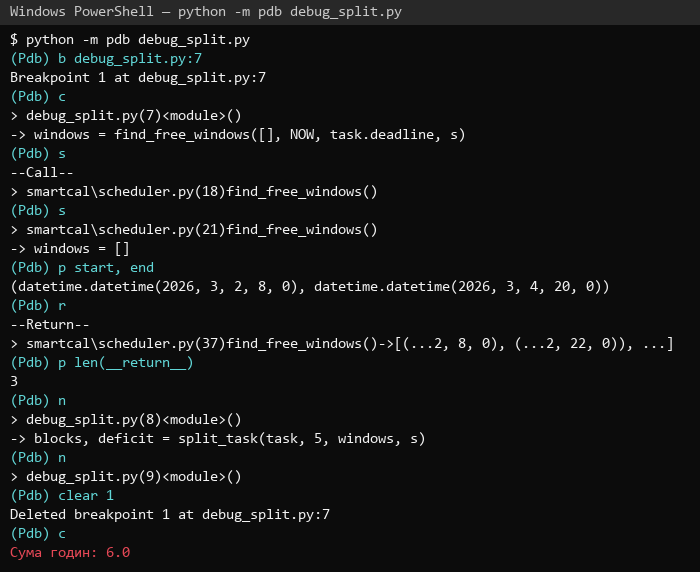 Windows PowerShell — python -m pdb debug_split.py
$ python -m pdb debug_split.py
(Pdb) b debug_split.py:7
Breakpoint 1 at debug_split.py:7
(Pdb) c
> debug_split.py(7)<module>()
-> windows = find_free_windows([], NOW, task.deadline, s)
(Pdb) s
--Call--
> smartcal\scheduler.py(18)find_free_windows()
(Pdb) s
> smartcal\scheduler.py(21)find_free_windows()
-> windows = []
(Pdb) p start, end
(datetime.datetime(2026, 3, 2, 8, 0), datetime.datetime(2026, 3, 4, 20, 0))
(Pdb) r
--Return--
> smartcal\scheduler.py(37)find_free_windows()->[(...2, 8, 0), (...2, 22, 0)), ...]
(Pdb) p len(__return__)
3
(Pdb) n
> debug_split.py(8)<module>()
-> blocks, deficit = split_task(task, 5, windows, s)
(Pdb) n
> debug_split.py(9)<module>()
(Pdb) clear 1
Deleted breakpoint 1 at debug_split.py:7
(Pdb) c
Сума годин: 6.0